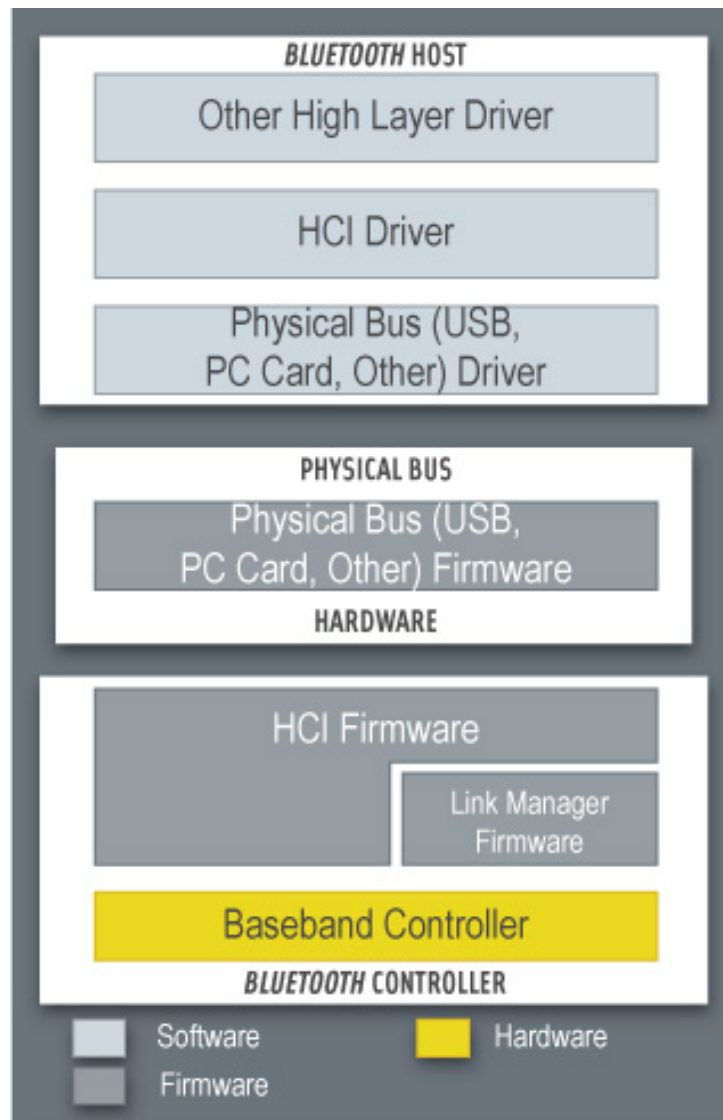 BLUETOOTH HOST
Other High Layer Driver
HCI Driver
Physical Bus (USB,
PC Card, Other) Driver
PHYSICAL BUS
Physical Bus (USB,
PC Card, Other) Firmware
HARDWARE
HCI Firmware
Link Manager
Firmware
Baseband Controller
BLUETOOTH CONTROLLER
Software
Hardware
Firmware